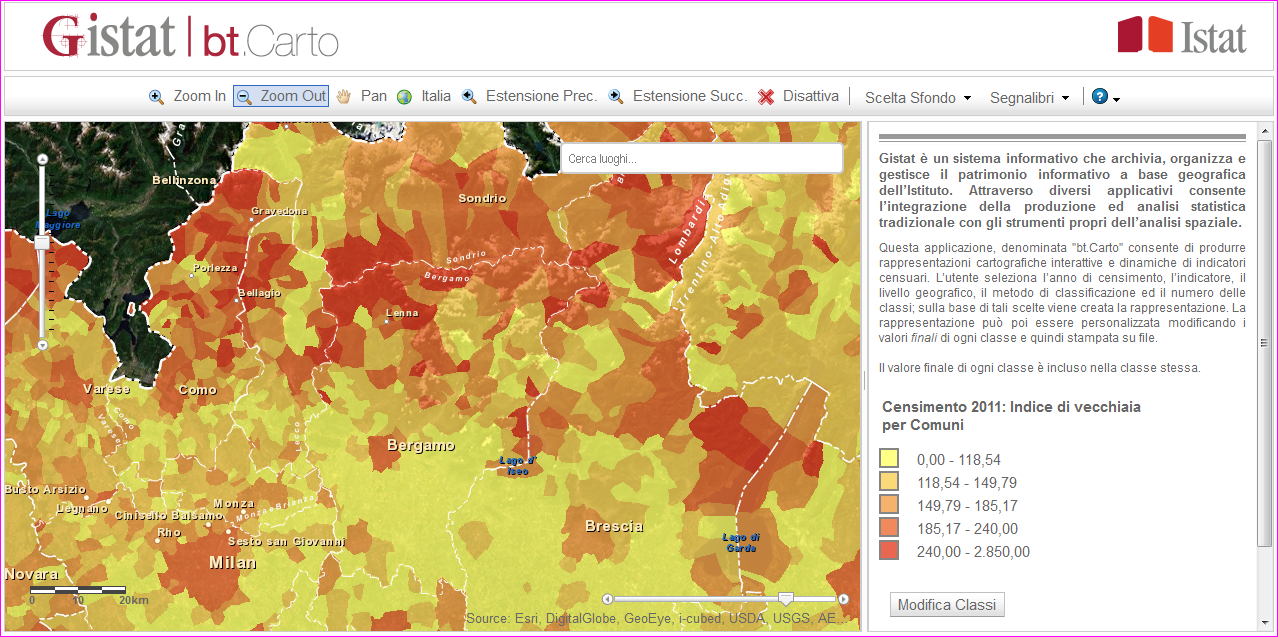 Gistat | bt.Carto
Istat
Zoom In Zoom Out Pan Italia Estensione Prec. Estensione Succ. Disattiva Scelta Sfondo Segnalibri ?
Cerca luoghi...
Bellinzona
Sondrio
Lago Maggiore
Gravedona
Lombardia
Trentino-Alto Adige
Porlezza
Sondrio
Bergamo
Bellagio
Lenna
Varese
Como
Como
Varese
Lecco
Bergamo
Lago d'
Iseo
Busto Arsizio
Legnano
Monza
Cinisello Balsamo
Monza e Brianza
Rho
Sesto san Giovanni
Brescia
Lago di
Garda
Milan
Novara
0 10 20km
Source: Esri, DigitalGlobe, GeoEye, i-cubed, USDA, USGS, AE...
Gistat è un sistema informativo che archivia, organizza e
gestisce il patrimonio informativo a base geografica
dell'Istituto. Attraverso diversi applicativi consente
l'integrazione della produzione ed analisi statistica
tradizionale con gli strumenti propri dell'analisi spaziale.
Questa applicazione, denominata "bt.Carto" consente di produrre
rappresentazioni cartografiche interattive e dinamiche di indicatori
censuari. L'utente seleziona l'anno di censimento, l'indicatore, il
livello geografico, il metodo di classificazione ed il numero delle
classi; sulla base di tali scelte viene creata la rappresentazione. La
rappresentazione può poi essere personalizzata modificando i
valori finali di ogni classe e quindi stampata su file.
Il valore finale di ogni classe è incluso nella classe stessa.
Censimento 2011: Indice di vecchiaia
per Comuni
0,00 - 118,54
118,54 - 149,79
149,79 - 185,17
185,17 - 240,00
240,00 - 2.850,00
Modifica Classi